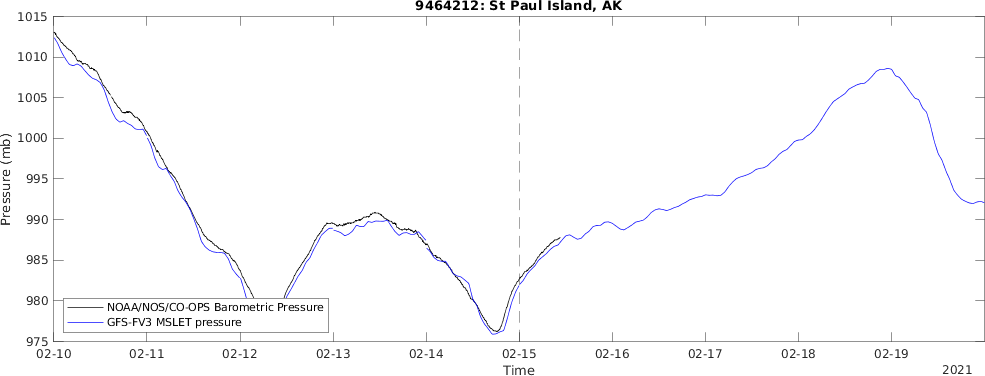 9464212: St Paul Island, AK
1015
1010
1005
1000
995
990
985
980
975
Pressure (mb)
NOAA/NOS/CO-OPS Barometric Pressure
GFS-FV3 MSLET pressure
02-10 02-11 02-12 02-13 02-14 02-15 02-16 02-17 02-18 02-19
Time
2021